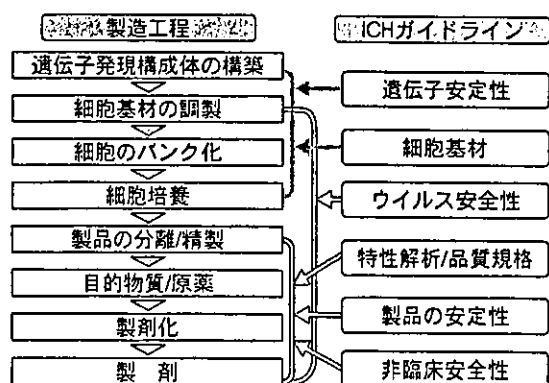 製造工程
遺伝子発現構成体の構築
細胞基材の調製
細胞のバンク化
細胞培養
製品の分離/精製
目的物質/原薬
製剤化
製 剤
ICHガイドライン
遺伝子安定性
細胞基材
ウイルス安全性
特性解析/品質規格
製品の安定性
非臨床安全性